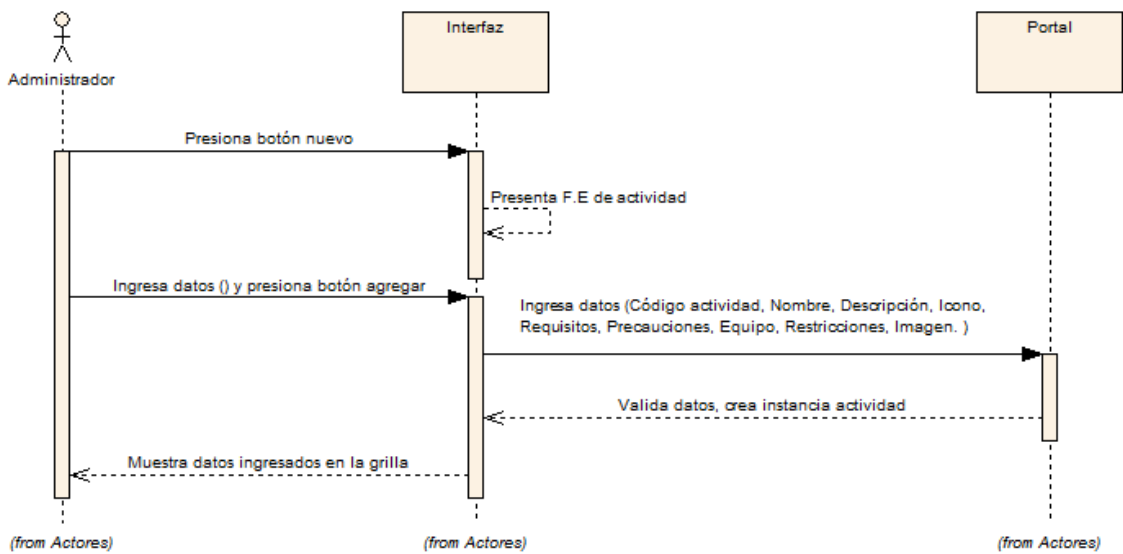 Interfaz
Portal
Administrador
Presiona botón nuevo
Presenta F.E de actividad
Ingresa datos () y presiona botón agregar
Ingresa datos (Código actividad, Nombre, Descripción, Icono,
Requisitos, Precauciones, Equipo, Restricciones, Imagen. )
Valida datos, crea instancia actividad
Muestra datos ingresados en la grilla
(from Actores)
(from Actores)
(from Actores)